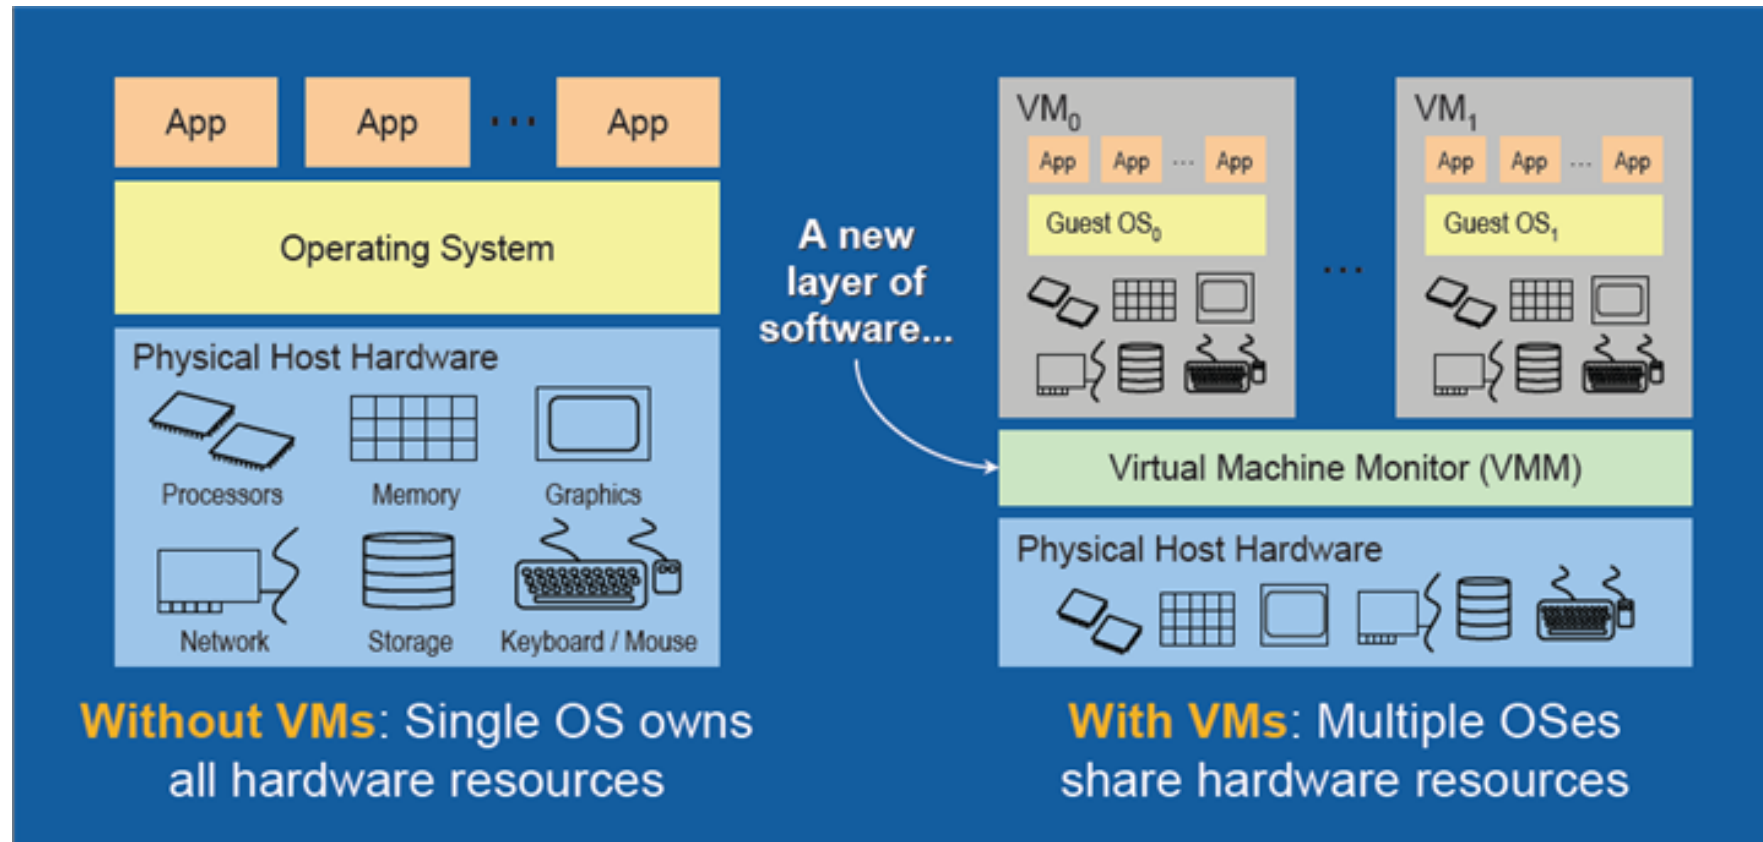 App App ... App
Operating System
Physical Host Hardware
Processors Memory Graphics
Network Storage Keyboard / Mouse
Without VMs: Single OS owns
all hardware resources
A new
layer of
software...
VM₀
App App ... App
Guest OS₀
...
VM₁
App App ... App
Guest OS₁
Virtual Machine Monitor (VMM)
Physical Host Hardware
With VMs: Multiple OSes
share hardware resources